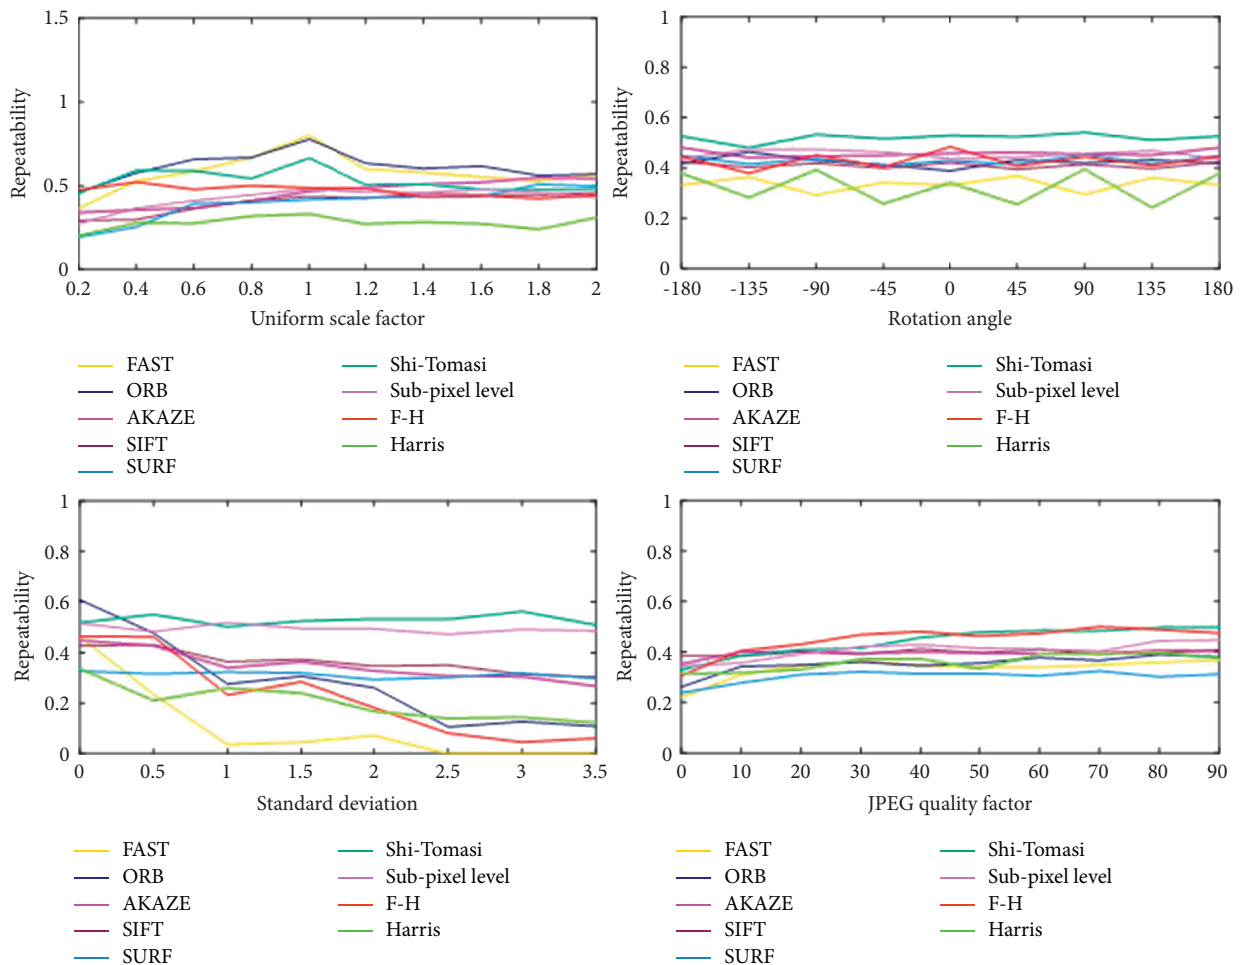 Repeatability
1.5
1
0.5
0
0.2 0.4 0.6 0.8 1 1.2 1.4 1.6 1.8 2
Uniform scale factor
FAST
ORB
AKAZE
SIFT
SURF
Shi-Tomasi
Sub-pixel level
F-H
Harris
Repeatability
1
0.8
0.6
0.4
0.2
0
-180 -135 -90 -45 0 45 90 135 180
Rotation angle
FAST
ORB
AKAZE
SIFT
SURF
Shi-Tomasi
Sub-pixel level
F-H
Harris
Repeatability
1
0.8
0.6
0.4
0.2
0
0 0.5 1 1.5 2 2.5 3 3.5
Standard deviation
FAST
ORB
AKAZE
SIFT
SURF
Shi-Tomasi
Sub-pixel level
F-H
Harris
Repeatability
1
0.8
0.6
0.4
0.2
0
0 10 20 30 40 50 60 70 80 90
JPEG quality factor
FAST
ORB
AKAZE
SIFT
SURF
Shi-Tomasi
Sub-pixel level
F-H
Harris